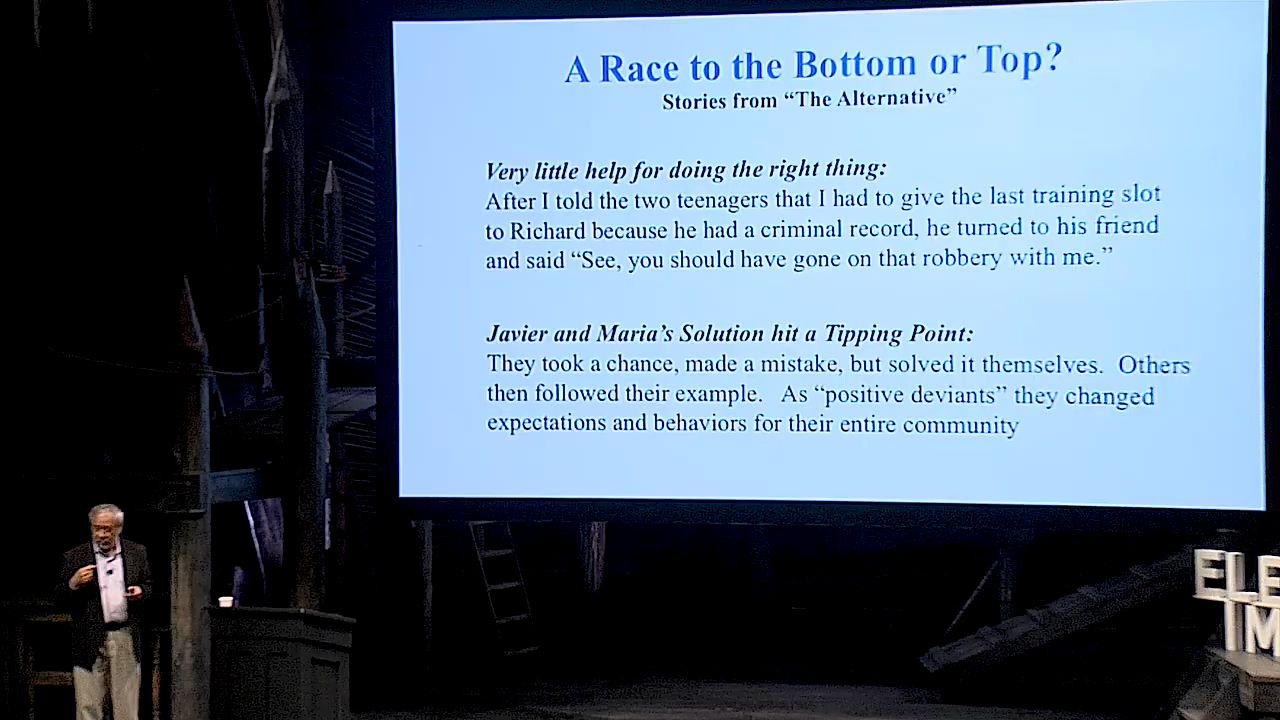 A Race to the Bottom or Top?
Stories from “The Alternative”
Very little help for doing the right thing:
After I told the two teenagers that I had to give the last training slot
to Richard because he had a criminal record, he turned to his friend
and said “See, you should have gone on that robbery with me.”
Javier and Maria’s Solution hit a Tipping Point:
They took a chance, made a mistake, but solved it themselves.  Others
then followed their example.   As “positive deviants” they changed
expectations and behaviors for their entire community
ELE
IM